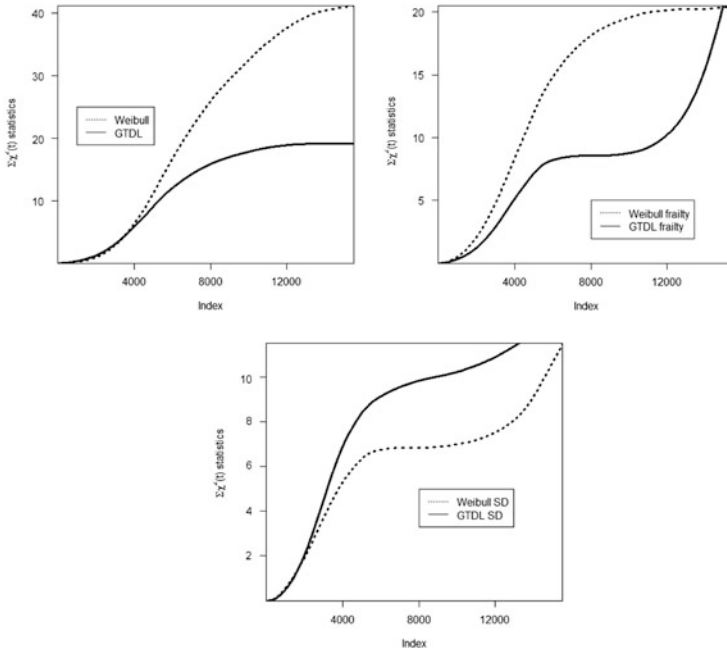 40
30
20
10
Σχ²(t) statistics
Weibull
GTDL
4000 8000 12000
Index
20
15
10
5
Σχ²(t) statistics
Weibull frailty
GTDL frailty
4000 8000 12000
Index
10
8
6
4
2
Σχ²(t) statistics
Weibull SD
GTDL SD
4000 8000 12000
Index